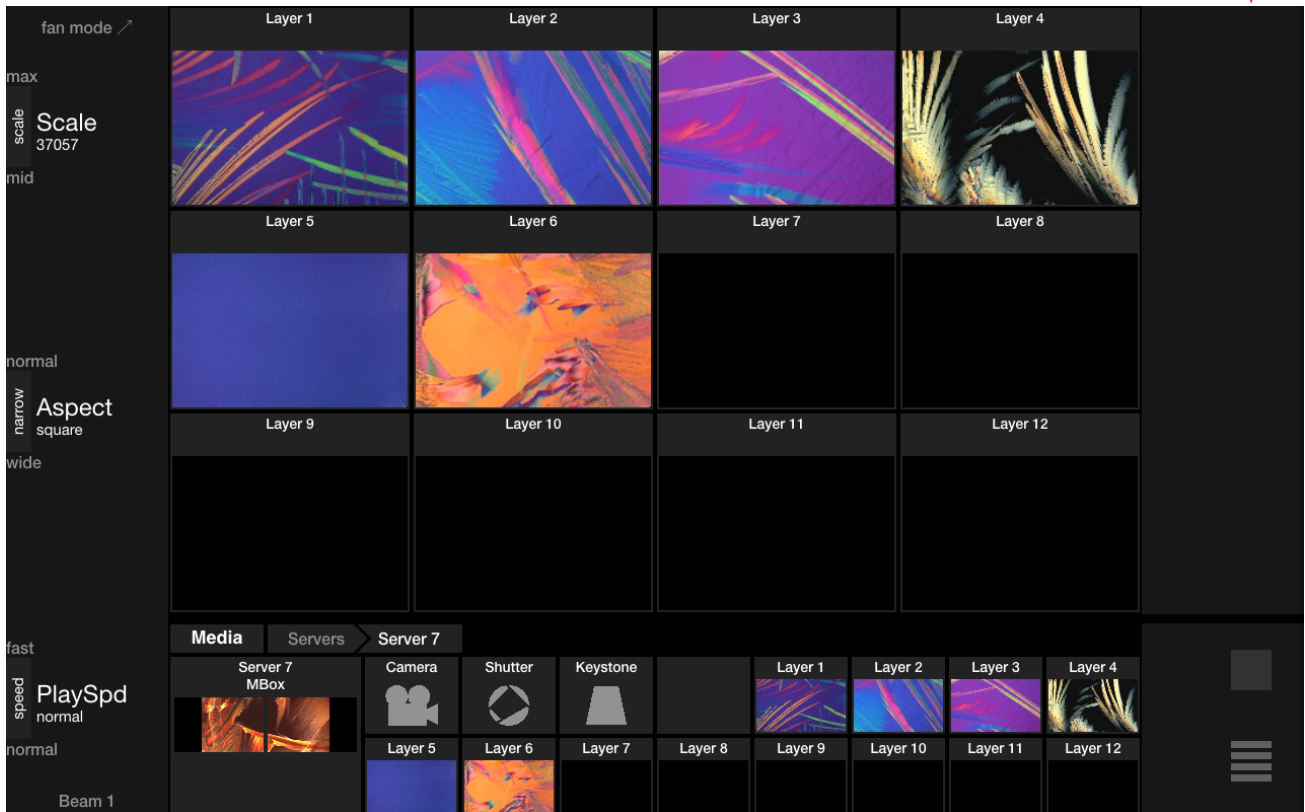 fan mode
max
scale
Scale
37057
mid
normal
narrow
Aspect
square
wide
fast
speed
PlaySpd
normal
normal
Beam 1
Layer 1
Layer 2
Layer 3
Layer 4
Layer 5
Layer 6
Layer 7
Layer 8
Layer 9
Layer 10
Layer 11
Layer 12
Media
Servers
Server 7
Server 7
MBox
Camera
Shutter
Keystone
Layer 1
Layer 2
Layer 3
Layer 4
Layer 5
Layer 6
Layer 7
Layer 8
Layer 9
Layer 10
Layer 11
Layer 12